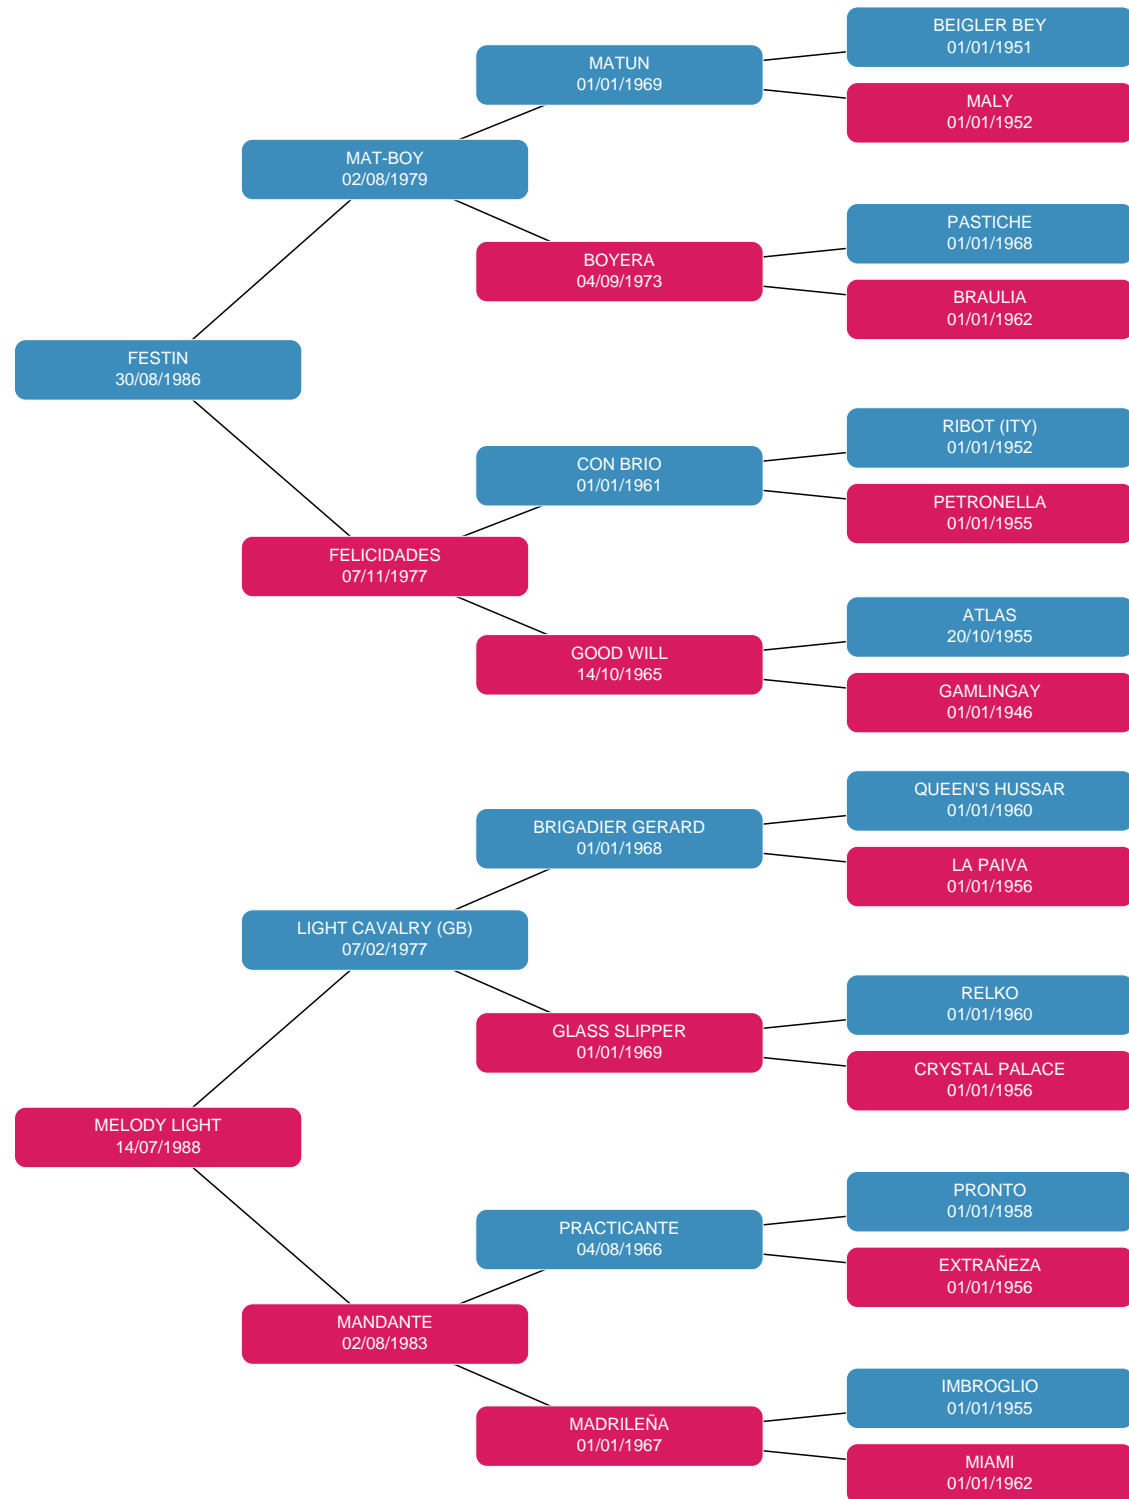 BEIGLER BEY
01/01/1951
MATUN
01/01/1969
MALY
01/01/1952
MAT-BOY
02/08/1979
PASTICHE
01/01/1968
BOYERA
04/09/1973
BRAULIA
01/01/1962
FESTIN
30/08/1986
RIBOT (ITY)
01/01/1952
CON BRIO
01/01/1961
PETRONELLA
01/01/1955
FELICIDADES
07/11/1977
ATLAS
20/10/1955
GOOD WILL
14/10/1965
GAMLINGAY
01/01/1946
QUEEN'S HUSSAR
01/01/1960
BRIGADIER GERARD
01/01/1968
LA PAIVA
01/01/1956
LIGHT CAVALRY (GB)
07/02/1977
RELKO
01/01/1960
GLASS SLIPPER
01/01/1969
CRYSTAL PALACE
01/01/1956
MELODY LIGHT
14/07/1988
PRONTO
01/01/1958
PRACTICANTE
04/08/1966
EXTRAÑEZA
01/01/1956
MANDANTE
02/08/1983
IMBROGLIO
01/01/1955
MADRILEÑA
01/01/1967
MIAMI
01/01/1962